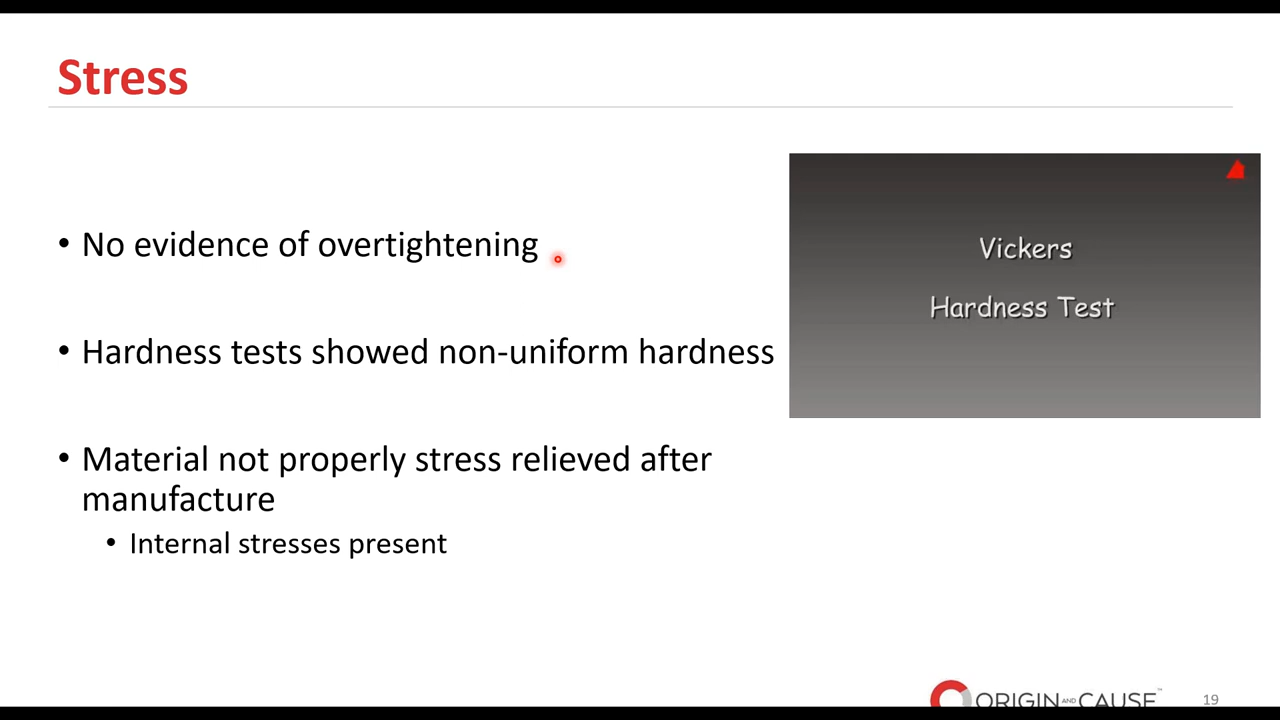 Stress
• No evidence of overtightening
• Hardness tests showed non-uniform hardness
• Material not properly stress relieved after
manufacture
• Internal stresses present
Vickers
Hardness Test
ORIGIN AND CAUSE™
19